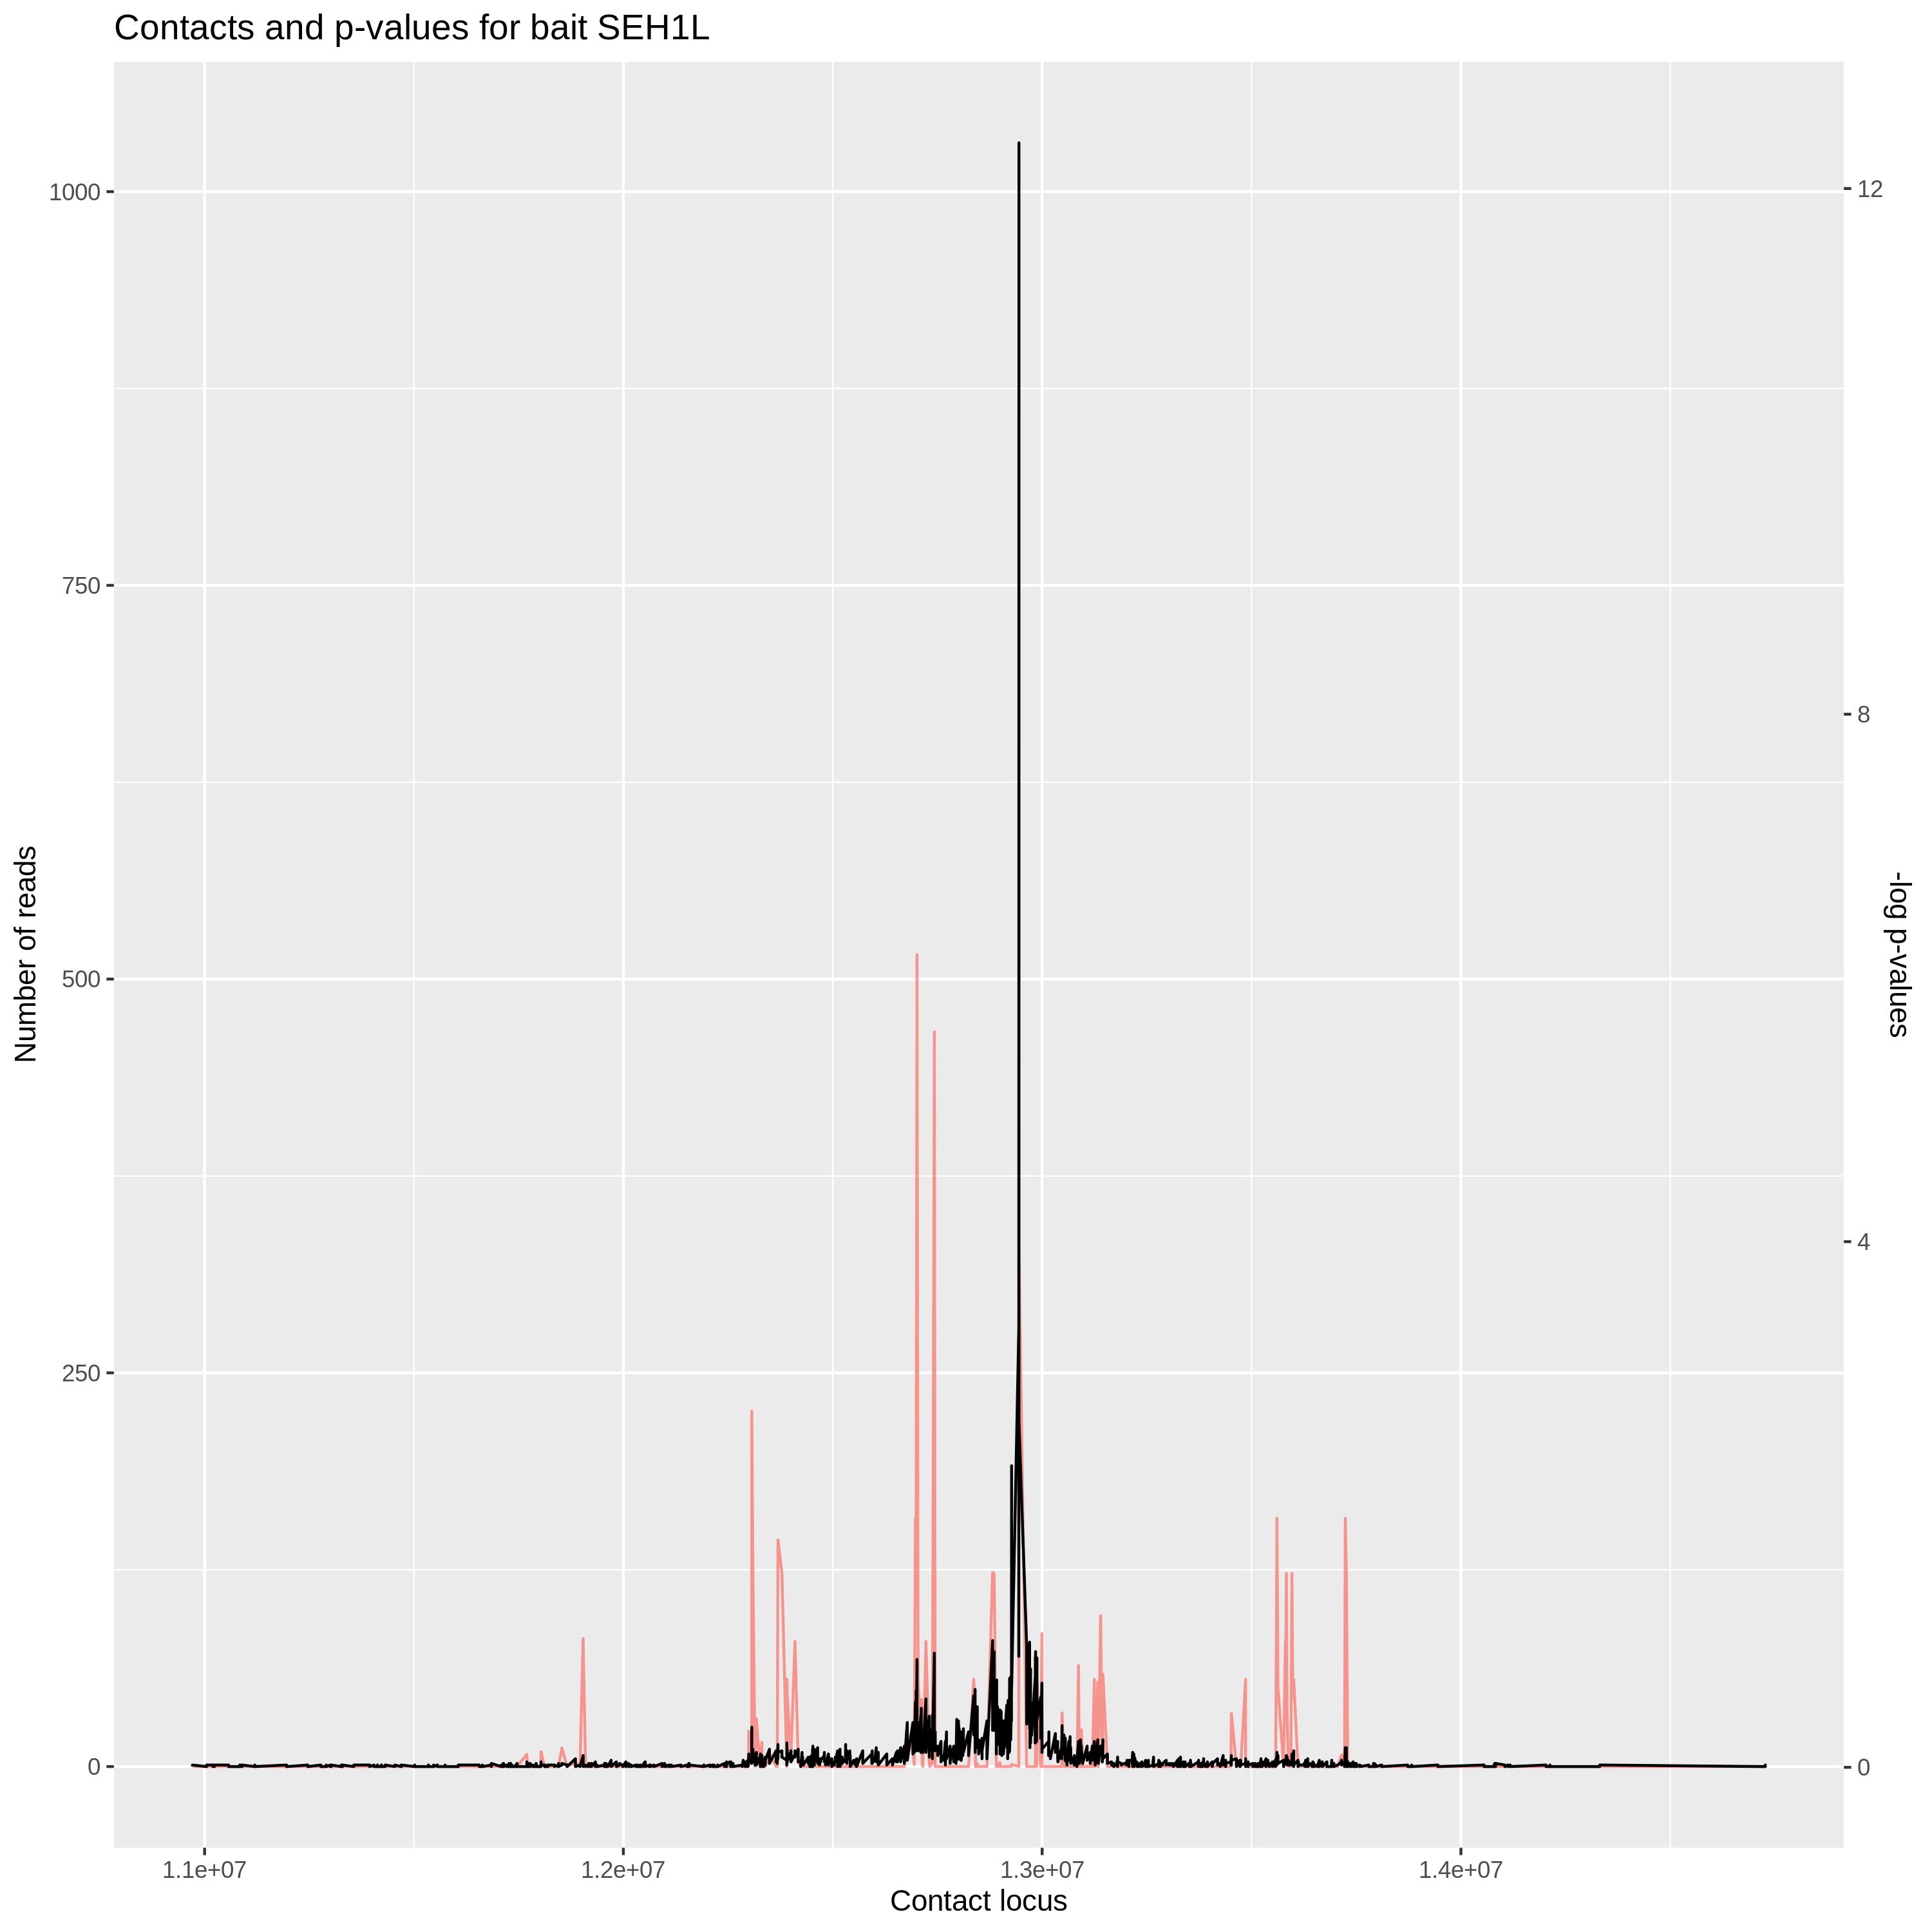 Contacts and p-values for bait SEH1L
1000
750
500
250
0
Number of reads
12
8
4
0
-log p-values
1.1e+07
1.2e+07
1.3e+07
1.4e+07
Contact locus